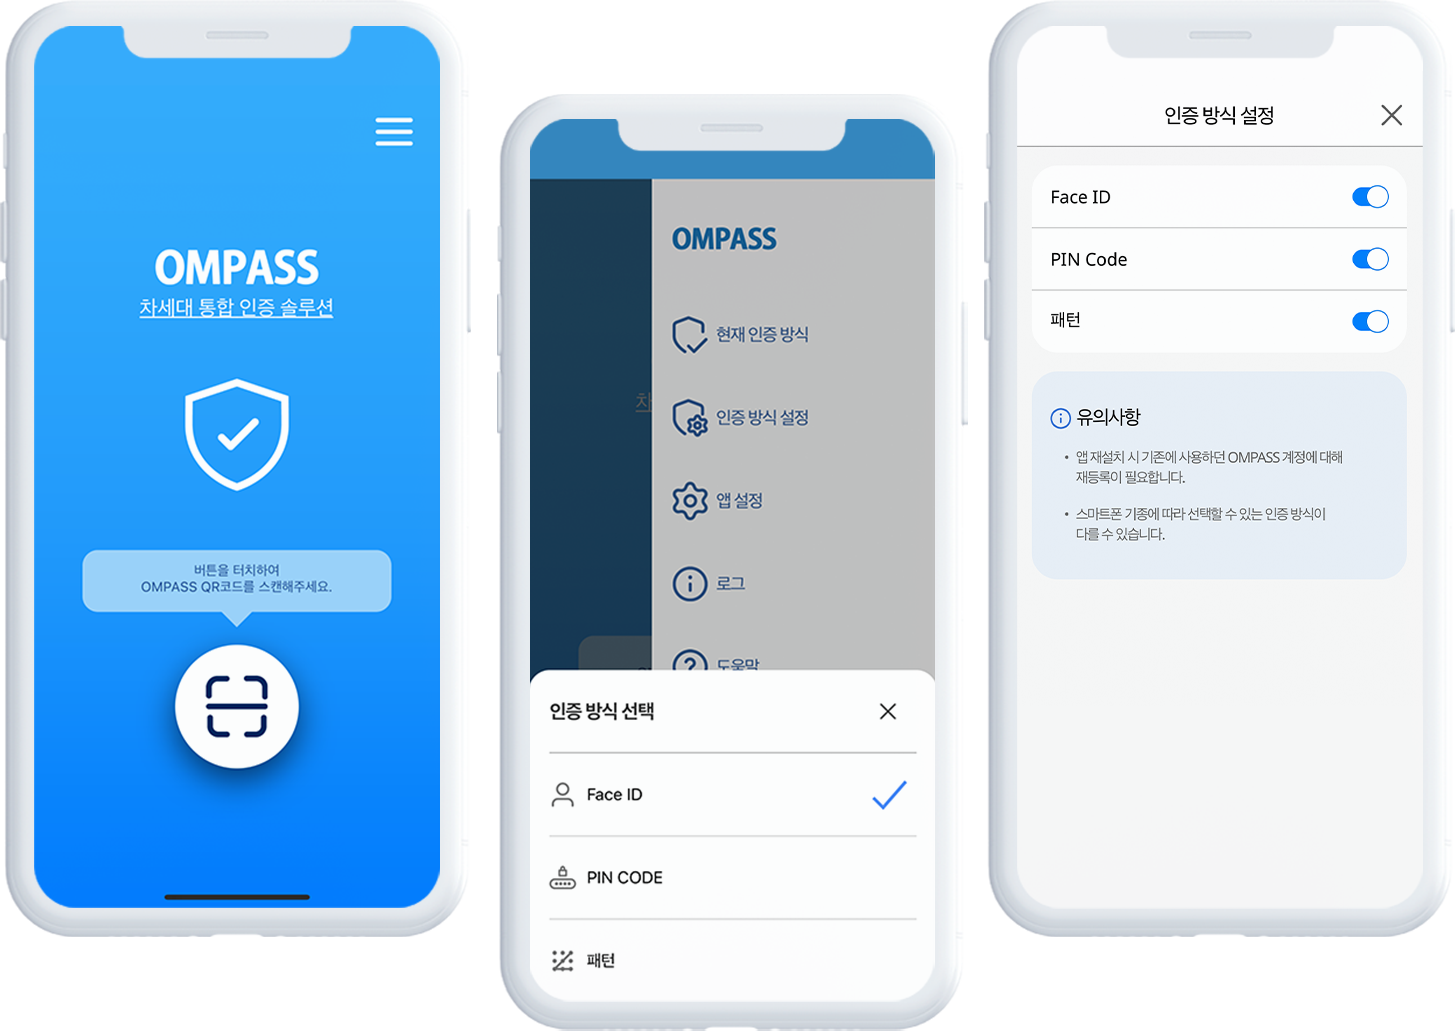 OMPASS
차세대 통합 인증 솔루션
버튼을 터치하여
OMPASS QR코드를 스캔해주세요.
차
OMPASS
현재 인증 방식
인증 방식 설정
앱 설정
로그
도움말
인증 방식 선택
Face ID
PIN CODE
패턴
인증 방식 설정
Face ID
PIN Code
패턴
유의사항
• 앱 재설치 시 기존에 사용하던 OMPASS 계정에 대해
재등록이 필요합니다.
• 스마트폰 기종에 따라 선택할 수 있는 인증 방식이
다를 수 있습니다.